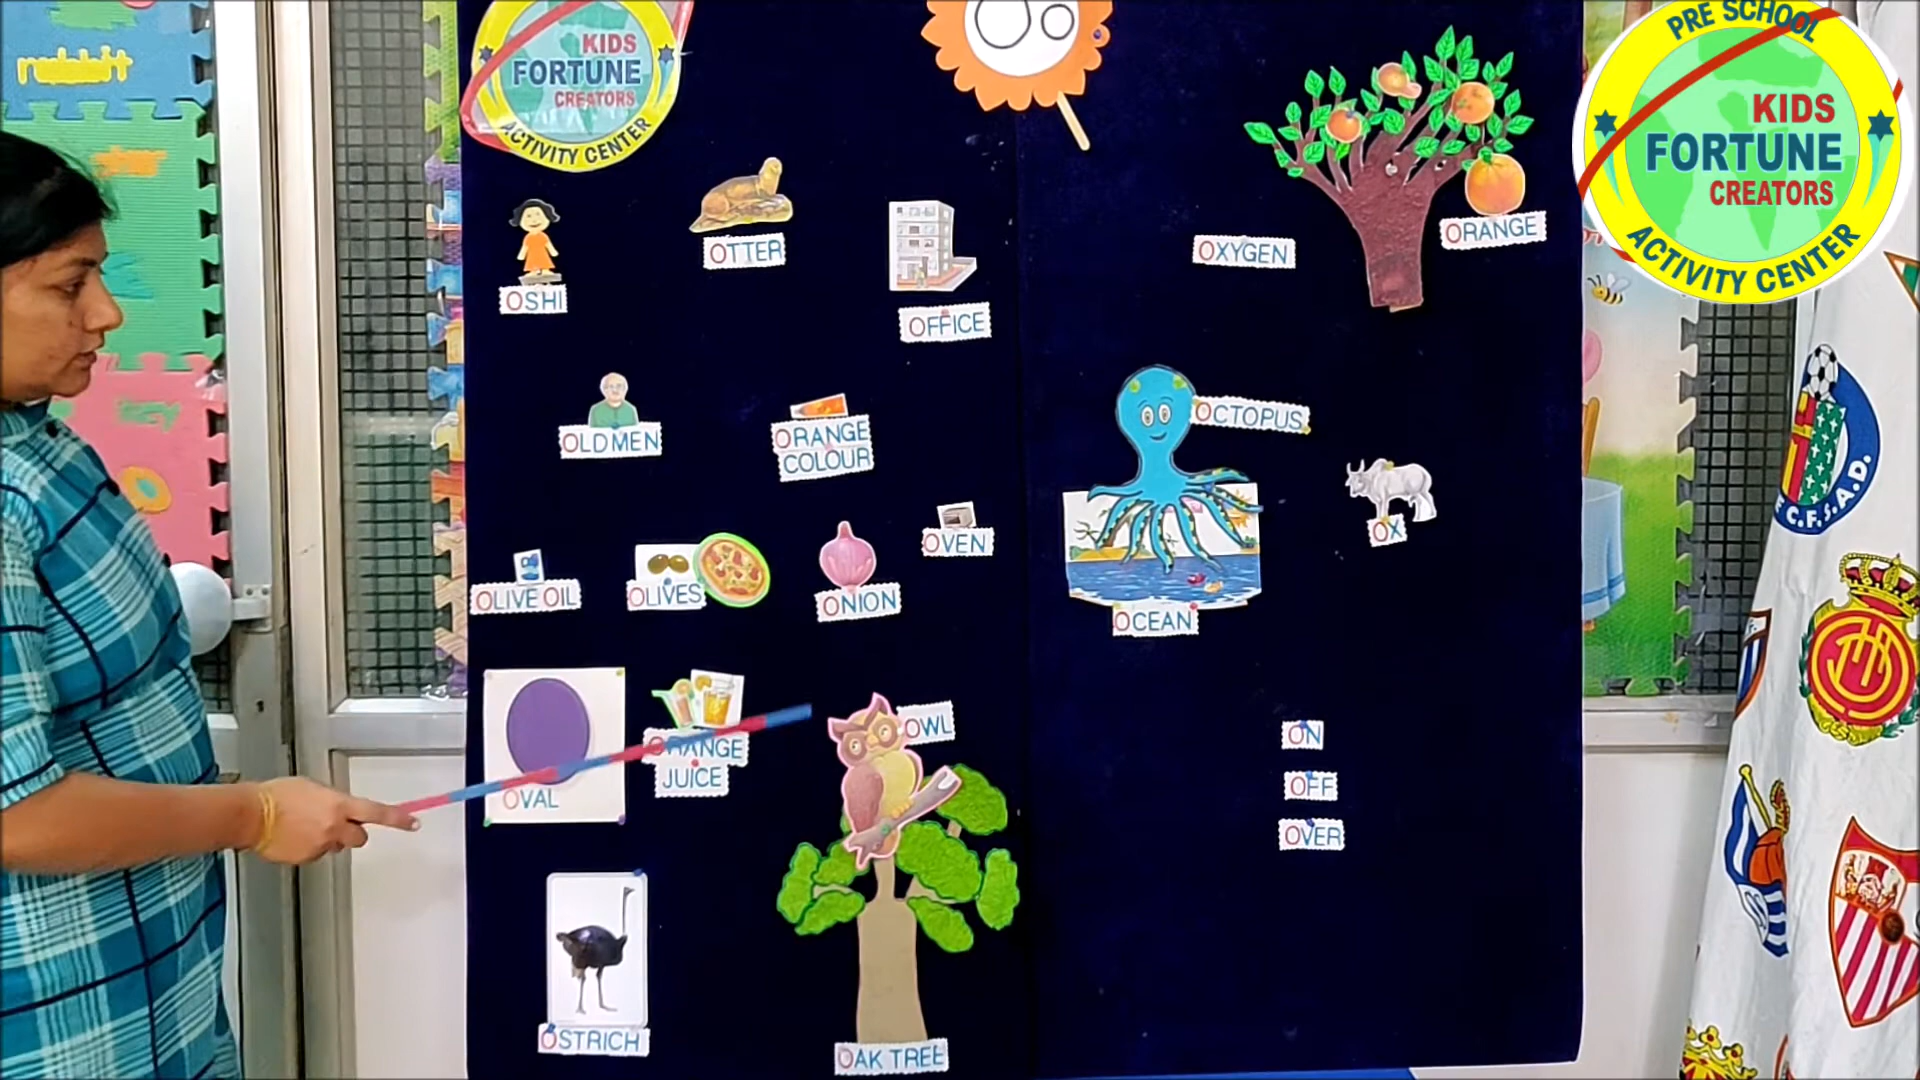 rabbit
KIDS
FORTUNE
CREATORS
ACTIVITY CENTER
PRE SCHOOL
KIDS
FORTUNE
CREATORS
ACTIVITY CENTER
OSHI
OTTER
OFFICE
OXYGEN
ORANGE
OLD MEN
ORANGE
COLOUR
OCTOPUS
OX
OVEN
OLIVE OIL
OLIVES
ONION
OCEAN
OVAL
ORANGE
JUICE
OWL
ON
OFF
OVER
OSTRICH
OAK TREE
C.F.S.A.D.